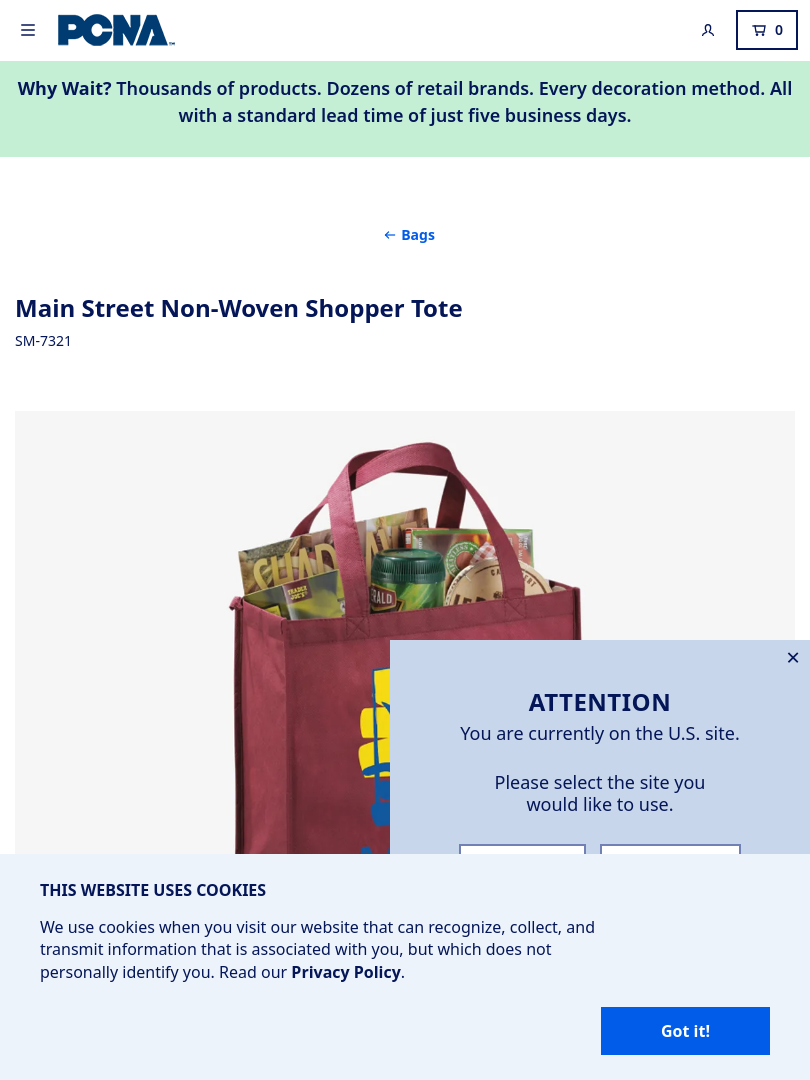 PCNA
0
Why Wait? Thousands of products. Dozens of retail brands. Every decoration method. All
with a standard lead time of just five business days.
← Bags
Main Street Non-Woven Shopper Tote
SM-7321
TRADER
JOE'S
ATTENTION
You are currently on the U.S. site.
Please select the site you
would like to use.
THIS WEBSITE USES COOKIES
We use cookies when you visit our website that can recognize, collect, and
transmit information that is associated with you, but which does not
personally identify you. Read our Privacy Policy.
Got it!